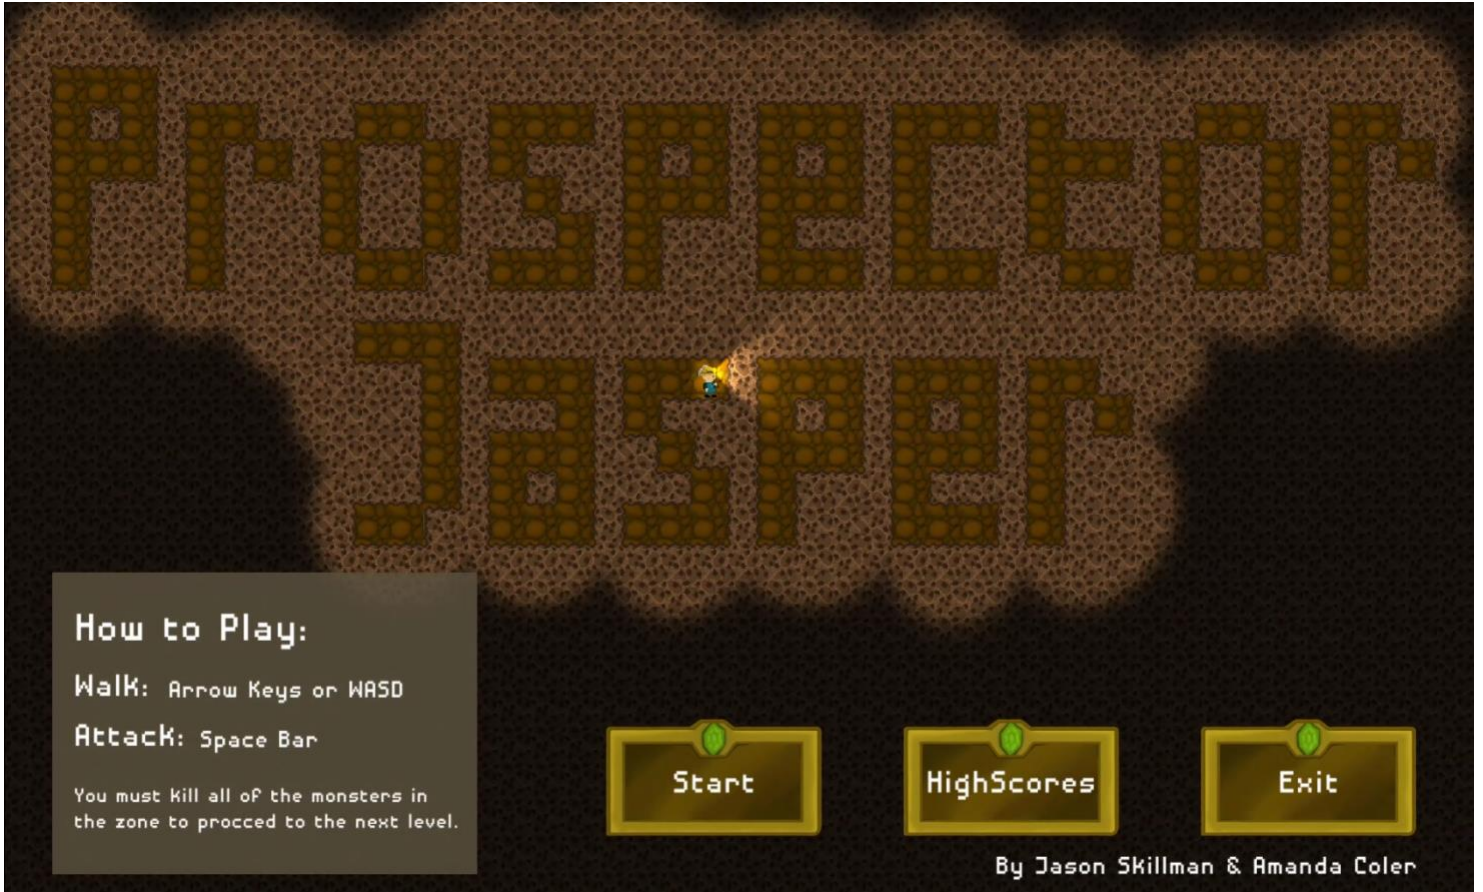 Prospector
Jasper
How to Play:
Walk: Arrow Keys or WASD
Attack: Space Bar
You must kill all of the monsters in
the zone to procced to the next level.
Start
HighScores
Exit
By Jason Skillman & Amanda Coler